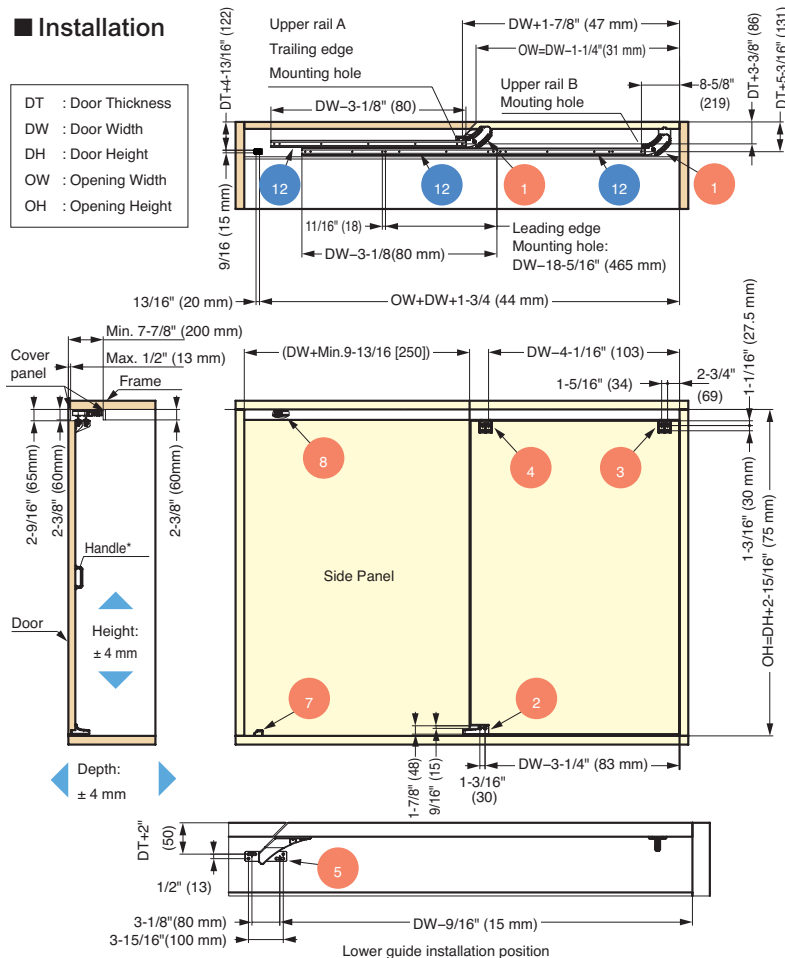 ■ Installation
DT : Door Thickness
DW : Door Width
DH : Door Height
OW : Opening Width
OH : Opening Height
Upper rail A
Trailing edge
Mounting hole
DW+1-7/8" (47 mm)
OW=DW−1-1/4"(31 mm)
Upper rail B
Mouting hole
8-5/8"
(219)
DT+3-3/8" (86)
DT+5-3/16" (131)
DT+4-13/16" (122)
DW−3-1/8" (80)
9/16 (15 mm)
12
12
1
12
1
11/16" (18)
DW−3-1/8(80 mm)
Leading edge
Mounting hole:
DW−18-5/16" (465 mm)
13/16" (20 mm)
OW+DW+1-3/4 (44 mm)
Min. 7-7/8" (200 mm)
Max. 1/2" (13 mm)
Cover
panel
Frame
2-9/16" (65mm)
2-3/8" (60mm)
2-3/8" (60mm)
Handle*
Door
Height:
± 4 mm
Depth:
± 4 mm
(DW+Min.9-13/16 [250])
DW−4-1/16" (103)
1-5/16" (34)
2-3/4"
(69)
1-1/16" (27.5 mm)
1-3/16" (30 mm)
OH=DH+2-15/16" (75 mm)
8
4
3
Side Panel
7
2
1-7/8" (48)
9/16" (15)
1-3/16"
(30)
DW−3-1/4" (83 mm)
DT+2"
(50)
1/2" (13)
5
3-1/8"(80 mm)
3-15/16"(100 mm)
DW−9/16" (15 mm)
Lower guide installation position